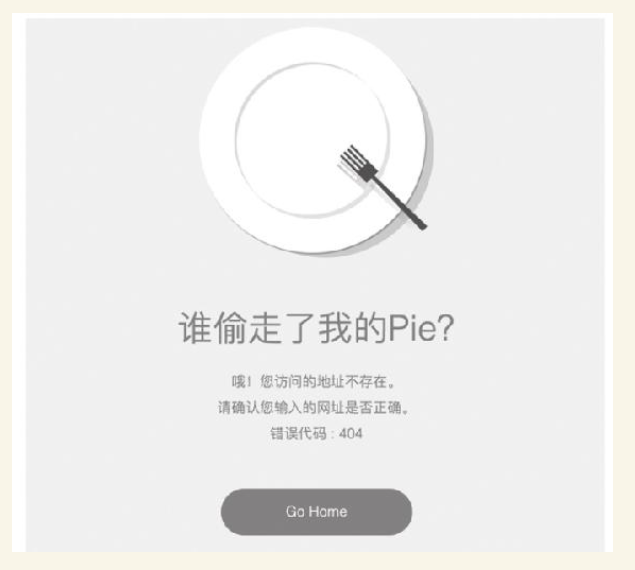 谁偷走了我的Pie?
哦！您访问的地址不存在。
请确认您输入的网址是否正确。
错误代码：404
Go Home